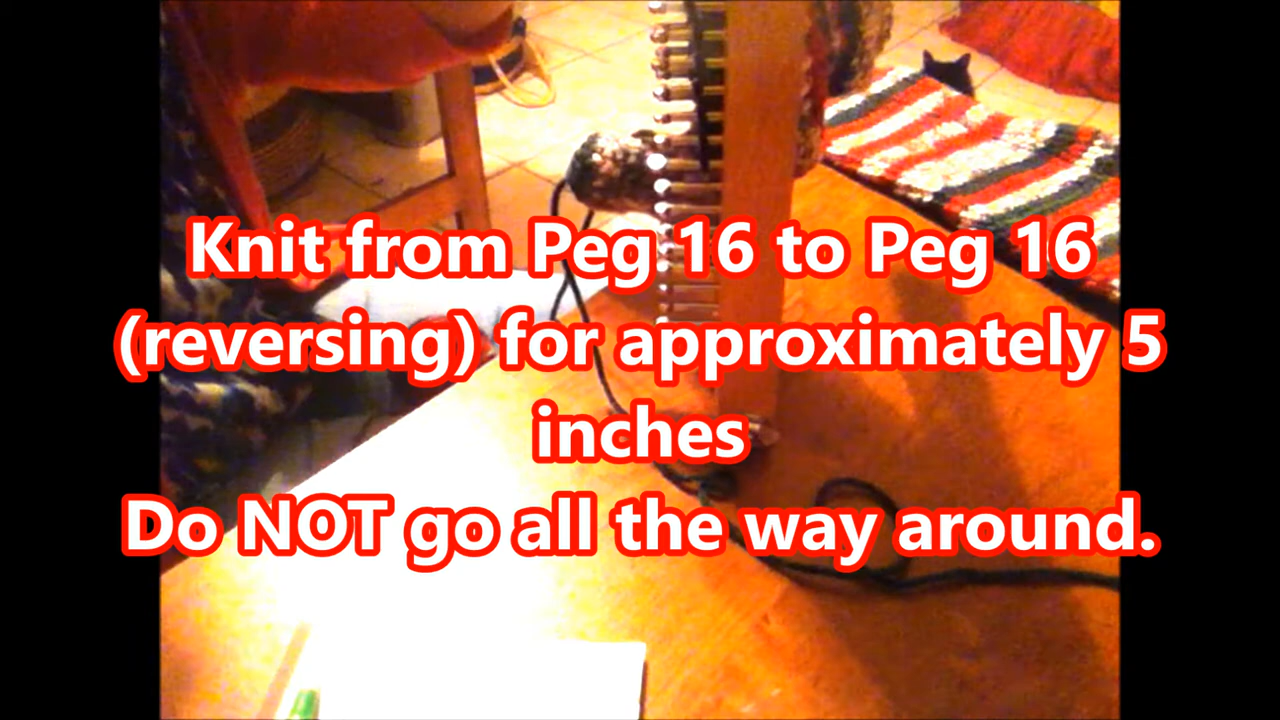 Knit from Peg 16 to Peg 16
(reversing) for approximately 5
inches
Do NOT go all the way around.